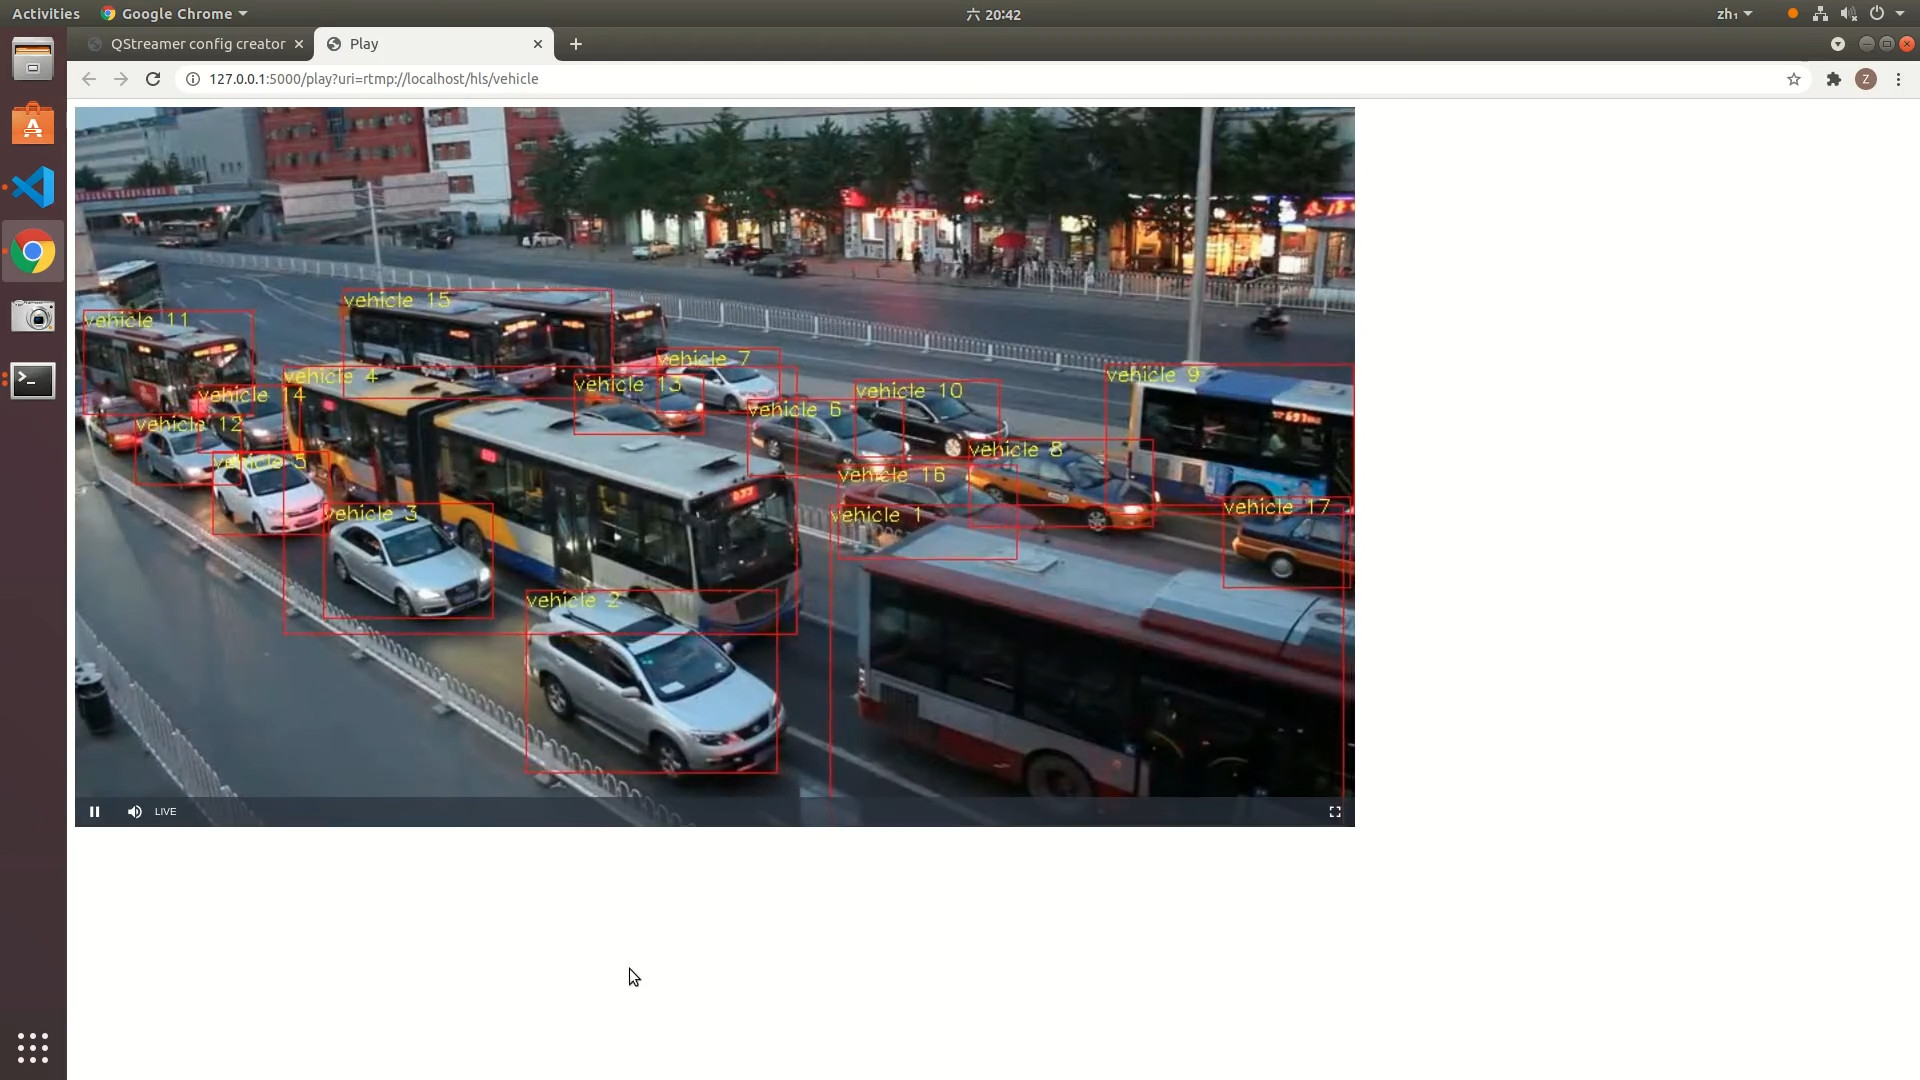 Activities
Google Chrome
六 20:42
zh₁
QStreamer config creator
Play
127.0.0.1:5000/play?uri=rtmp://localhost/hls/vehicle
Z
vehicle 15
vehicle 11
vehicle 7
vehicle 4
vehicle 13
vehicle 9
vehicle 14
vehicle 10
vehicle 6
vehicle 12
vehicle 8
vehicle 5
vehicle 16
vehicle 17
vehicle 3
vehicle 1
vehicle 2
LIVE